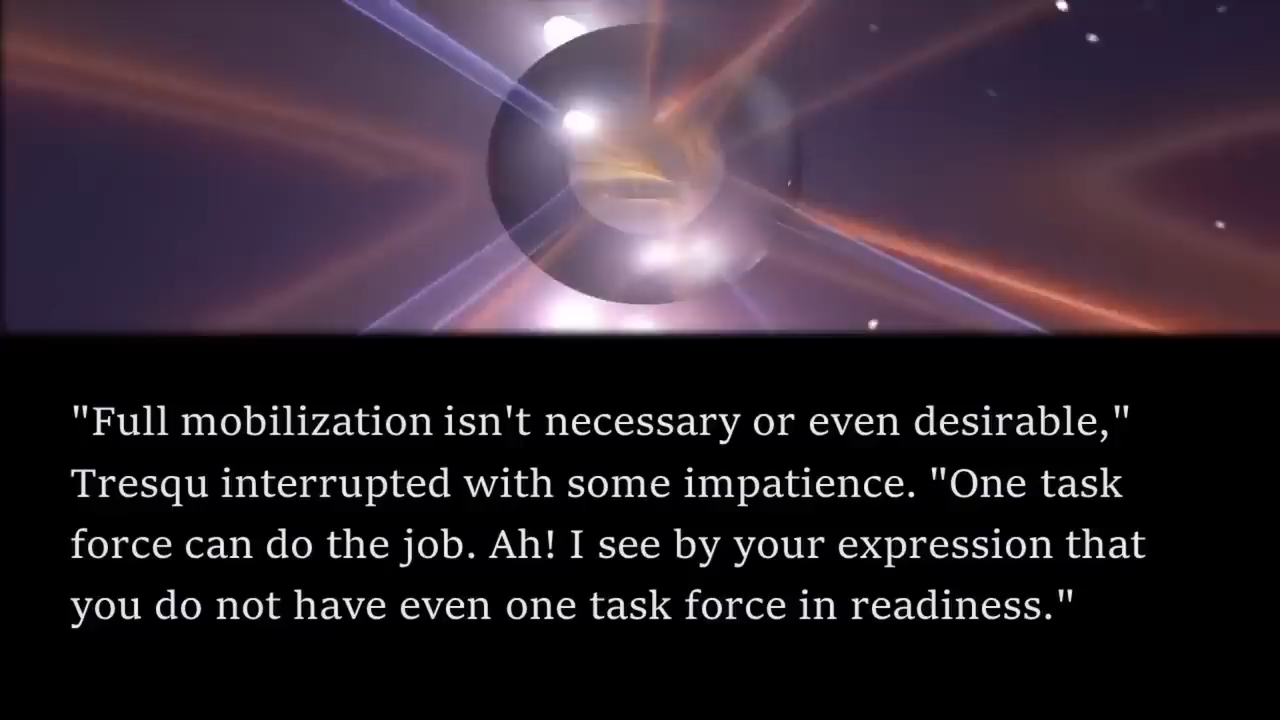 "Full mobilization isn't necessary or even desirable,"
Tresqu interrupted with some impatience. "One task
force can do the job. Ah! I see by your expression that
you do not have even one task force in readiness."